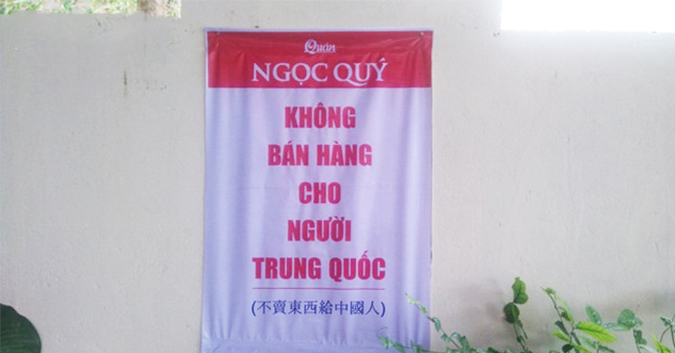 Quán
NGỌC QUÝ
KHÔNG
BÁN HÀNG
CHO
NGƯỜI
TRUNG QUỐC
(不賣東西給中國人)